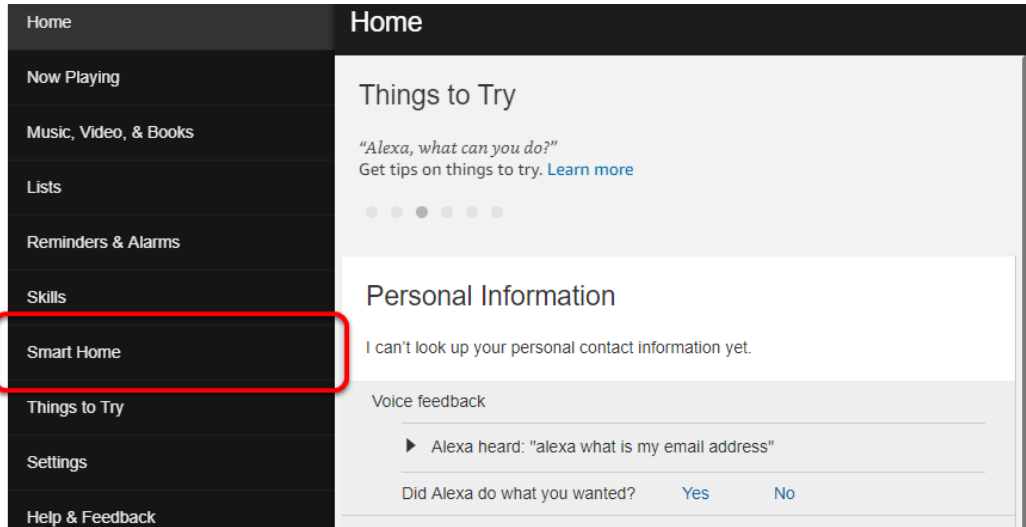 Home
Now Playing
Music, Video, & Books
Lists
Reminders & Alarms
Skills
Smart Home
Things to Try
Settings
Help & Feedback
Home
Things to Try
“Alexa, what can you do?”
Get tips on things to try. Learn more
Personal Information
I can't look up your personal contact information yet.
Voice feedback
Alexa heard: "alexa what is my email address"
Did Alexa do what you wanted? Yes No